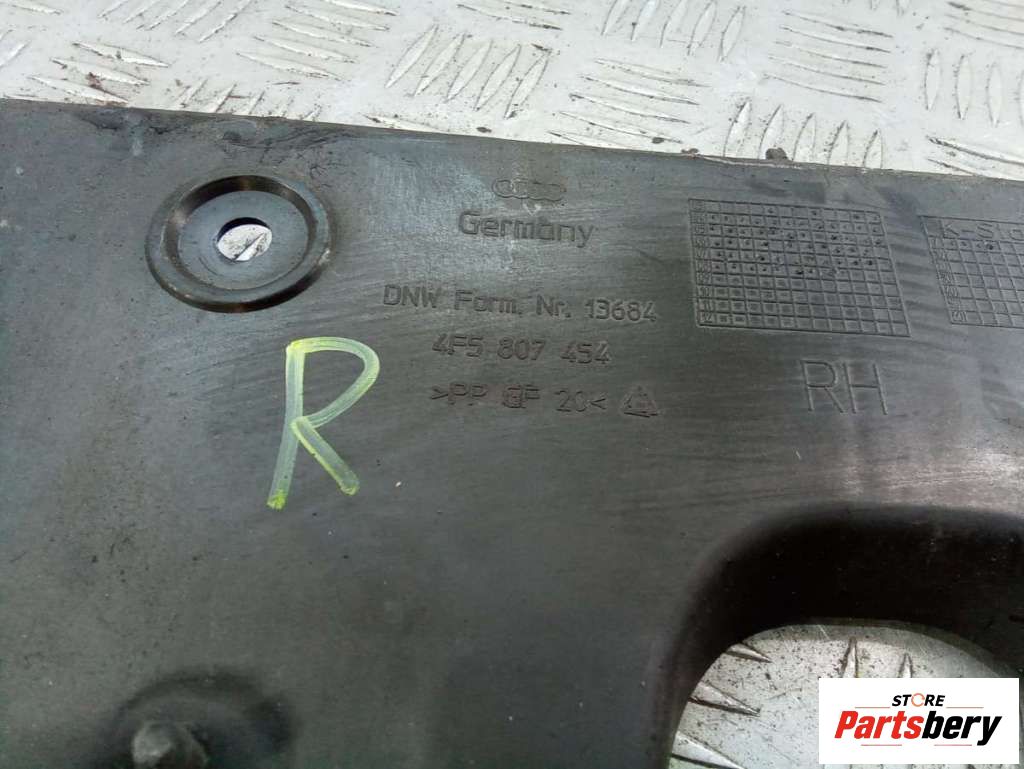 Germany
DNW Form. Nr. 13684
4F5 807 454
>PP GF 20<
RH
R
STORE
Partsbery